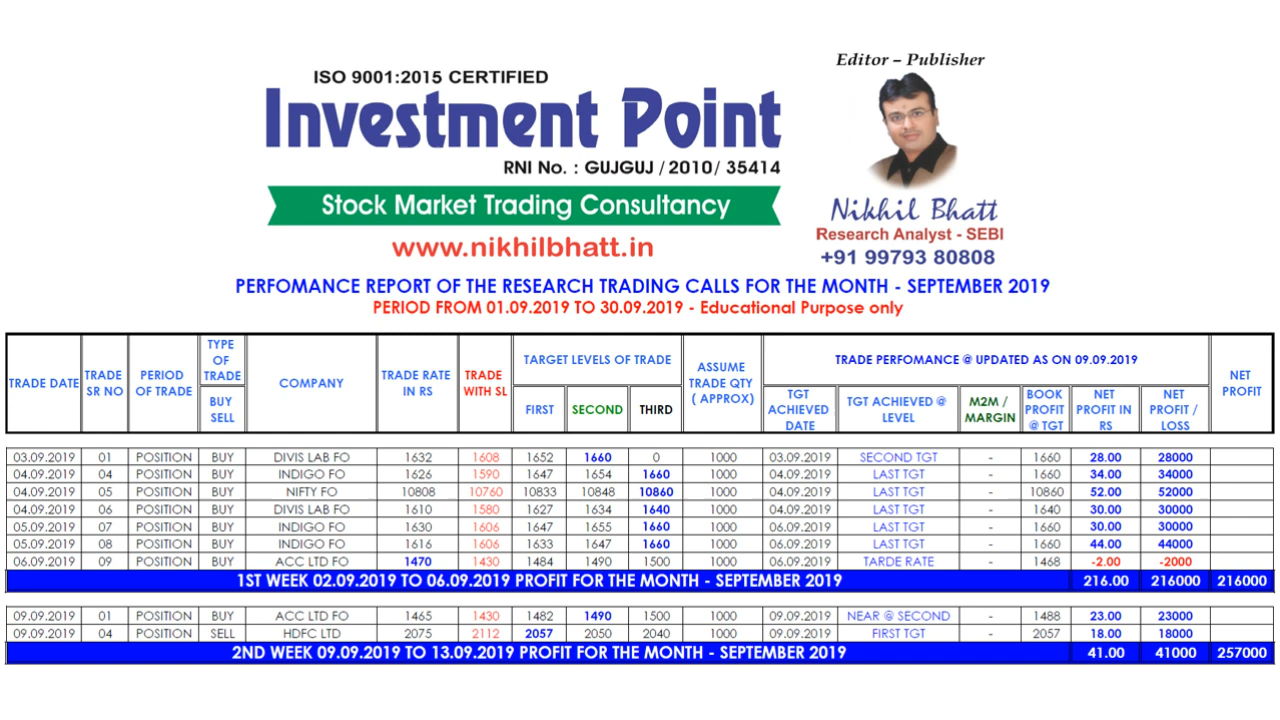 Editor – Publisher
ISO 9001:2015 CERTIFIED
Investment Point
RNI No. : GUJGUJ / 2010/ 35414
Stock Market Trading Consultancy
www.nikhilbhatt.in
Nikhil Bhatt
Research Analyst - SEBI
+91 99793 80808
PERFOMANCE REPORT OF THE RESEARCH TRADING CALLS FOR THE MONTH - SEPTEMBER 2019
PERIOD FROM 01.09.2019 TO 30.09.2019 - Educational Purpose only
TRADE DATE TRADE SR NO PERIOD OF TRADE TYPE OF TRADE BUY SELL COMPANY TRADE RATE IN RS TRADE WITH SL TARGET LEVELS OF TRADE ASSUME TRADE QTY ( APPROX) TRADE PERFOMANCE @ UPDATED AS ON 09.09.2019 NET PROFIT
FIRST SECOND THIRD TGT ACHIEVED DATE TGT ACHIEVED @ LEVEL M2M / MARGIN BOOK PROFIT @ TGT NET PROFIT IN RS NET PROFIT / LOSS
03.09.2019 01 POSITION BUY DIVIS LAB FO 1632 1608 1652 1660 0 1000 03.09.2019 SECOND TGT - 1660 28.00 28000
04.09.2019 04 POSITION BUY INDIGO FO 1626 1590 1647 1654 1660 1000 04.09.2019 LAST TGT - 1660 34.00 34000
04.09.2019 05 POSITION BUY NIFTY FO 10808 10760 10833 10848 10860 1000 04.09.2019 LAST TGT - 10860 52.00 52000
04.09.2019 06 POSITION BUY DIVIS LAB FO 1610 1580 1627 1634 1640 1000 04.09.2019 LAST TGT - 1640 30.00 30000
05.09.2019 07 POSITION BUY INDIGO FO 1630 1606 1647 1655 1660 1000 06.09.2019 LAST TGT - 1660 30.00 30000
05.09.2019 08 POSITION BUY INDIGO FO 1616 1606 1633 1647 1660 1000 06.09.2019 LAST TGT - 1660 44.00 44000
06.09.2019 09 POSITION BUY ACC LTD FO 1470 1430 1484 1490 1500 1000 06.09.2019 TARDE RATE - 1468 -2.00 -2000
1ST WEEK 02.09.2019 TO 06.09.2019 PROFIT FOR THE MONTH - SEPTEMBER 2019 216.00 216000 216000
09.09.2019 01 POSITION BUY ACC LTD FO 1465 1430 1482 1490 1500 1000 09.09.2019 NEAR @ SECOND - 1488 23.00 23000
09.09.2019 04 POSITION SELL HDFC LTD 2075 2112 2057 2050 2040 1000 09.09.2019 FIRST TGT - 2057 18.00 18000
2ND WEEK 09.09.2019 TO 13.09.2019 PROFIT FOR THE MONTH - SEPTEMBER 2019 41.00 41000 257000